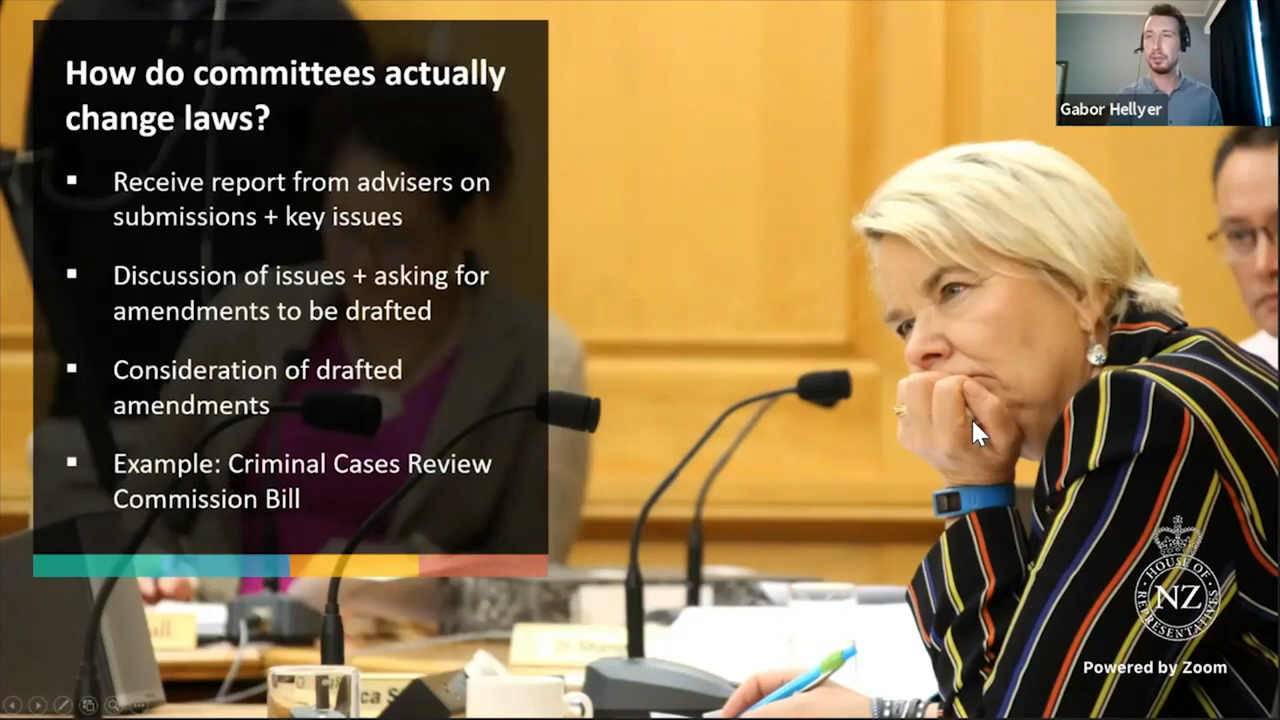 How do committees actually
change laws?
▪ Receive report from advisers on
submissions + key issues
▪ Discussion of issues + asking for
amendments to be drafted
▪ Consideration of drafted
amendments
▪ Example: Criminal Cases Review
Commission Bill
Gabor Hellyer
HOUSE OF
NZ
REPRESENTATIVES
Powered by Zoom